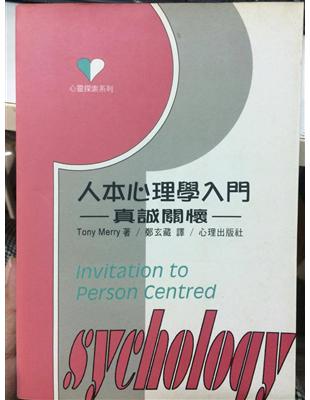 心靈探索系列
人本心理學入門
—真誠關懷—
Tony Merry 著 / 鄭玄藏 譯 / 心理出版社
Invitation to
Person Centred
Psychology